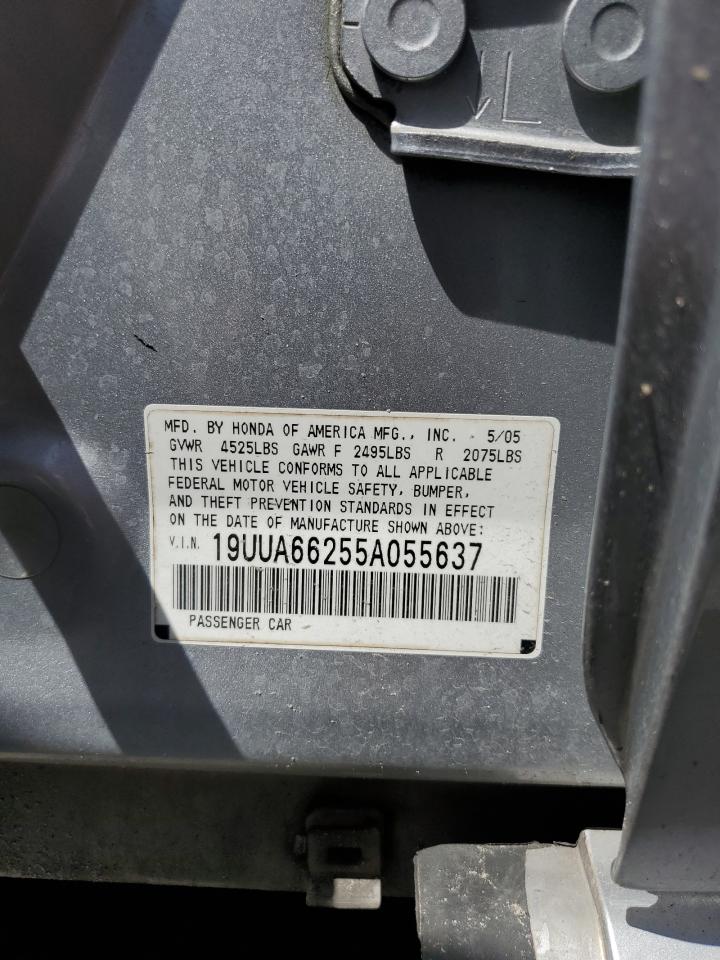 L
MFD. BY HONDA OF AMERICA MFG., INC. 5/05
GVWR 4525LBS GAWR F 2495LBS R 2075LBS
THIS VEHICLE CONFORMS TO ALL APPLICABLE
FEDERAL MOTOR VEHICLE SAFETY, BUMPER,
AND THEFT PREVENTION STANDARDS IN EFFECT
ON THE DATE OF MANUFACTURE SHOWN ABOVE:
V.I.N. 19UUA66255A055637
PASSENGER CAR